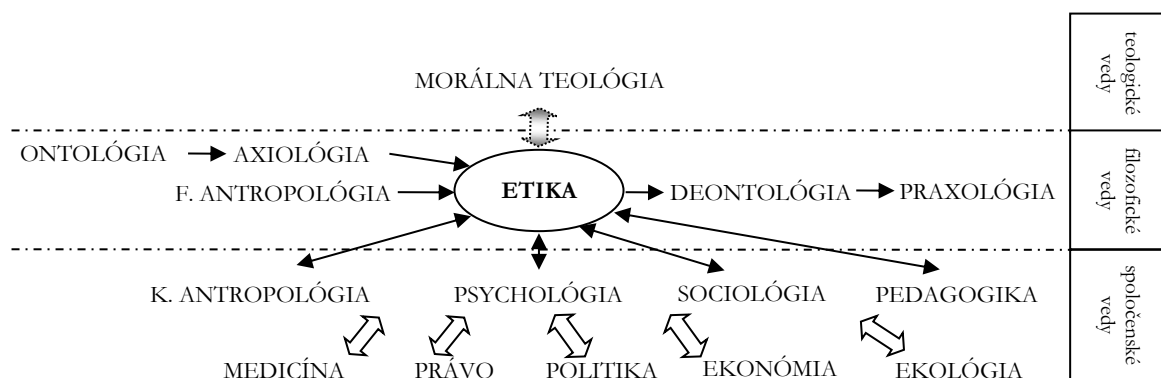 teologické
vedy
MORÁLNA TEOLÓGIA
ONTOLÓGIA AXIOLÓGIA
F. ANTROPOLÓGIA ETIKA DEONTOLÓGIA PRAXOLÓGIA
filozofické
vedy
K. ANTROPOLÓGIA PSYCHOLÓGIA SOCIOLÓGIA PEDAGOGIKA
spoločenské
vedy
MEDICÍNA PRÁVO POLITIKA EKONÓMIA EKOLÓGIA